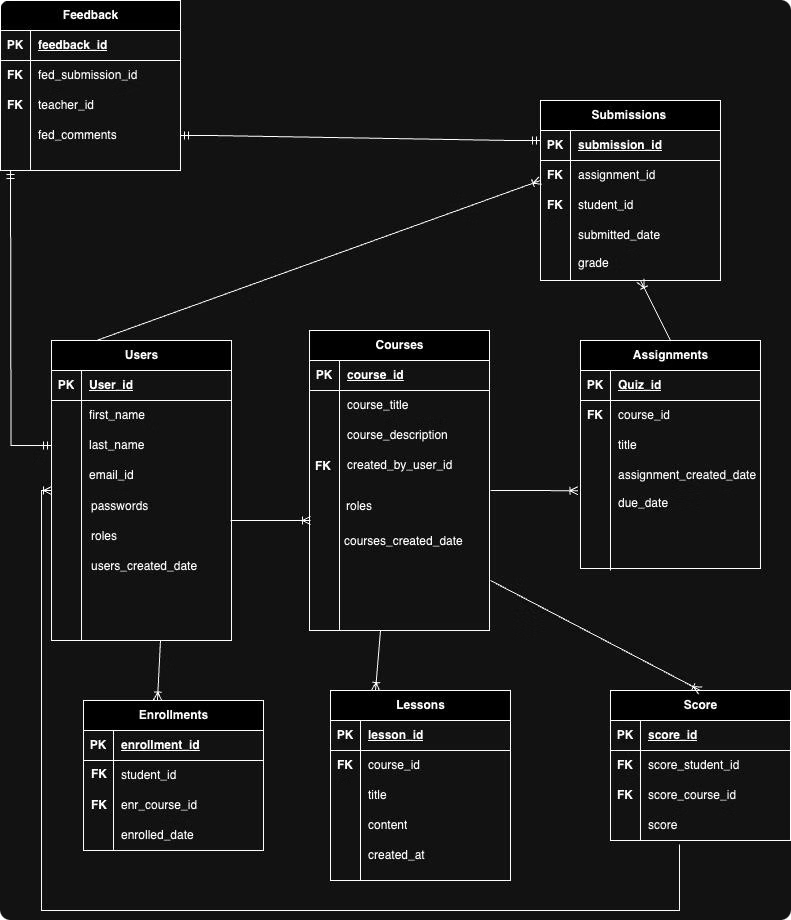 Feedback
PK feedback_id
FK fed_submission_id
FK teacher_id
fed_comments
Submissions
PK submission_id
FK assignment_id
FK student_id
submitted_date
grade
Users
PK User_id
first_name
last_name
email_id
passwords
roles
users_created_date
Courses
PK course_id
course_title
course_description
FK created_by_user_id
roles
courses_created_date
Assignments
PK Quiz_id
FK course_id
title
assignment_created_date
due_date
Enrollments
PK enrollment_id
FK student_id
FK enr_course_id
enrolled_date
Lessons
PK lesson_id
FK course_id
title
content
created_at
Score
PK score_id
FK score_student_id
FK score_course_id
score